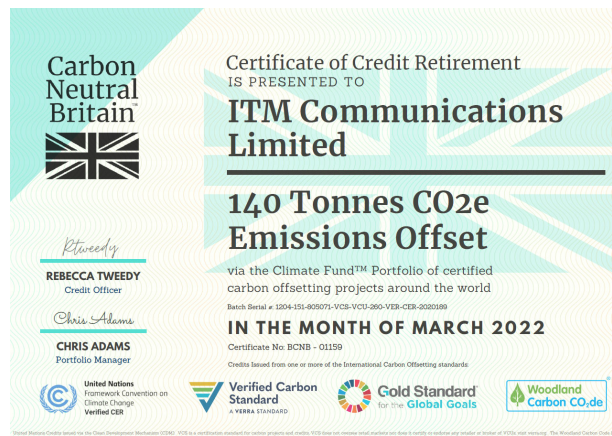 Carbon
Neutral
Britain™
Certificate of Credit Retirement
IS PRESENTED TO
ITM Communications
Limited
140 Tonnes CO2e
Emissions Offset
via the Climate Fund™ Portfolio of certified
carbon offsetting projects around the world
Batch Serial #: 1204-151-805071-VCS-VCU-260-VER-CER-2020189
IN THE MONTH OF MARCH 2022
Certificate No: BCNB - 01159
Credits Issued from one or more of the International Carbon Offsetting standards:
Rtweedy
REBECCA TWEEDY
Credit Officer
Chris Adams
CHRIS ADAMS
Portfolio Manager
United Nations
Framework Convention on
Climate Change
Verified CER
Verified Carbon
Standard
A VERRA STANDARD
Gold Standard®
for the Global Goals
Woodland
Carbon CO₂de®